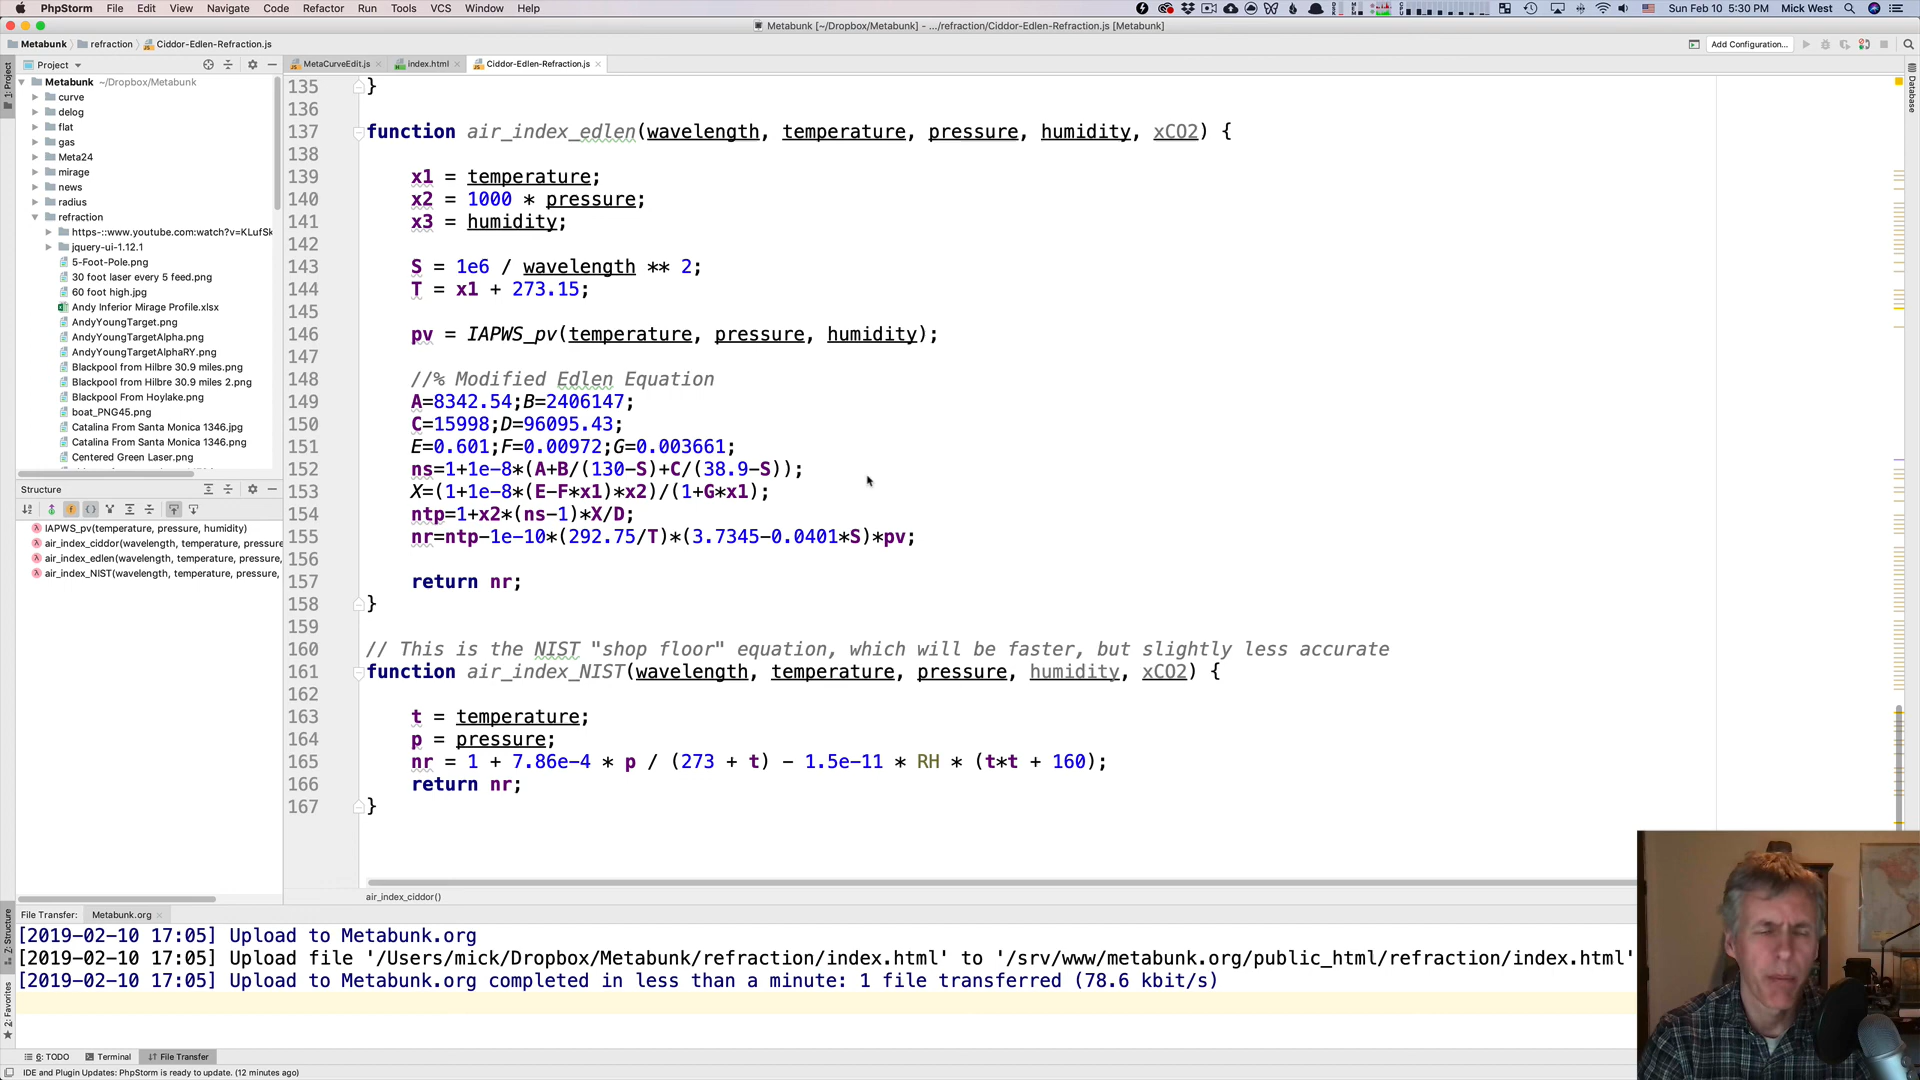 PhpStorm File Edit View Navigate Code Refactor Run Tools VCS Window Help Sun Feb 10 5:30 PM Mick West
Metabunk [~/Dropbox/Metabunk] - .../refraction/Ciddor-Edlen-Refraction.js [Metabunk]
Metabunk refraction Ciddor-Edlen-Refraction.js Add Configuration...
Project MetaCurveEdit.js index.html Ciddor-Edlen-Refraction.js
1: Project
Database
Metabunk ~/Dropbox/Metabunk
curve
delog
flat
gas
Meta24
mirage
news
radius
refraction
https-::www.youtube.com:watch?v=KLufSk
jquery-ui-1.12.1
5-Foot-Pole.png
30 foot laser every 5 feed.png
60 foot high.jpg
Andy Inferior Mirage Profile.xlsx
AndyYoungTarget.png
AndyYoungTargetAlpha.png
AndyYoungTargetAlphaRY.png
Blackpool from Hilbre 30.9 miles.png
Blackpool from Hilbre 30.9 miles 2.png
Blackpool From Hoylake.png
boat_PNG45.png
Catalina From Santa Monica 1346.jpg
Catalina From Santa Monica 1346.png
Centered Green Laser.png
Structure
IAPWS_pv(temperature, pressure, humidity)
air_index_ciddor(wavelength, temperature, pressure
air_index_edlen(wavelength, temperature, pressure,
air_index_NIST(wavelength, temperature, pressure,
135 }
136
137 function air_index_edlen(wavelength, temperature, pressure, humidity, xCO2) {
138
139 x1 = temperature;
140 x2 = 1000 * pressure;
141 x3 = humidity;
142
143 S = 1e6 / wavelength ** 2;
144 T = x1 + 273.15;
145
146 pv = IAPWS_pv(temperature, pressure, humidity);
147
148 //% Modified Edlen Equation
149 A=8342.54;B=2406147;
150 C=15998;D=96095.43;
151 E=0.601;F=0.00972;G=0.003661;
152 ns=1+1e-8*(A+B/(130-S)+C/(38.9-S));
153 X=(1+1e-8*(E-F*x1)*x2)/(1+G*x1);
154 ntp=1+x2*(ns-1)*X/D;
155 nr=ntp-1e-10*(292.75/T)*(3.7345-0.0401*S)*pv;
156
157 return nr;
158 }
159
160 // This is the NIST "shop floor" equation, which will be faster, but slightly less accurate
161 function air_index_NIST(wavelength, temperature, pressure, humidity, xCO2) {
162
163 t = temperature;
164 p = pressure;
165 nr = 1 + 7.86e-4 * p / (273 + t) - 1.5e-11 * RH * (t*t + 160);
166 return nr;
167 }
air_index_ciddor()
File Transfer: Metabunk.org
[2019-02-10 17:05] Upload to Metabunk.org
[2019-02-10 17:05] Upload file '/Users/mick/Dropbox/Metabunk/refraction/index.html' to '/srv/www/metabunk.org/public_html/refraction/index.html'
[2019-02-10 17:05] Upload to Metabunk.org completed in less than a minute: 1 file transferred (78.6 kbit/s)
Z: Structure
2: Favorites
6: TODO Terminal File Transfer
IDE and Plugin Updates: PhpStorm is ready to update. (12 minutes ago)